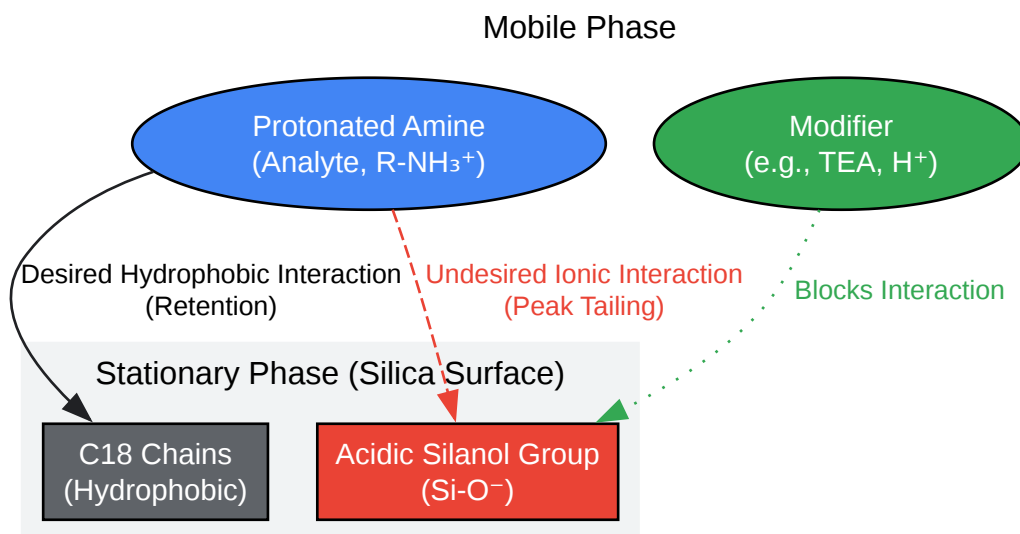 Mobile Phase
Protonated Amine
(Analyte, R-NH₃⁺)
Modifier
(e.g., TEA, H⁺)
Desired Hydrophobic Interaction
(Retention)
Undesired Ionic Interaction
(Peak Tailing)
Blocks Interaction
Stationary Phase (Silica Surface)
C18 Chains
(Hydrophobic)
Acidic Silanol Group
(Si-O⁻)